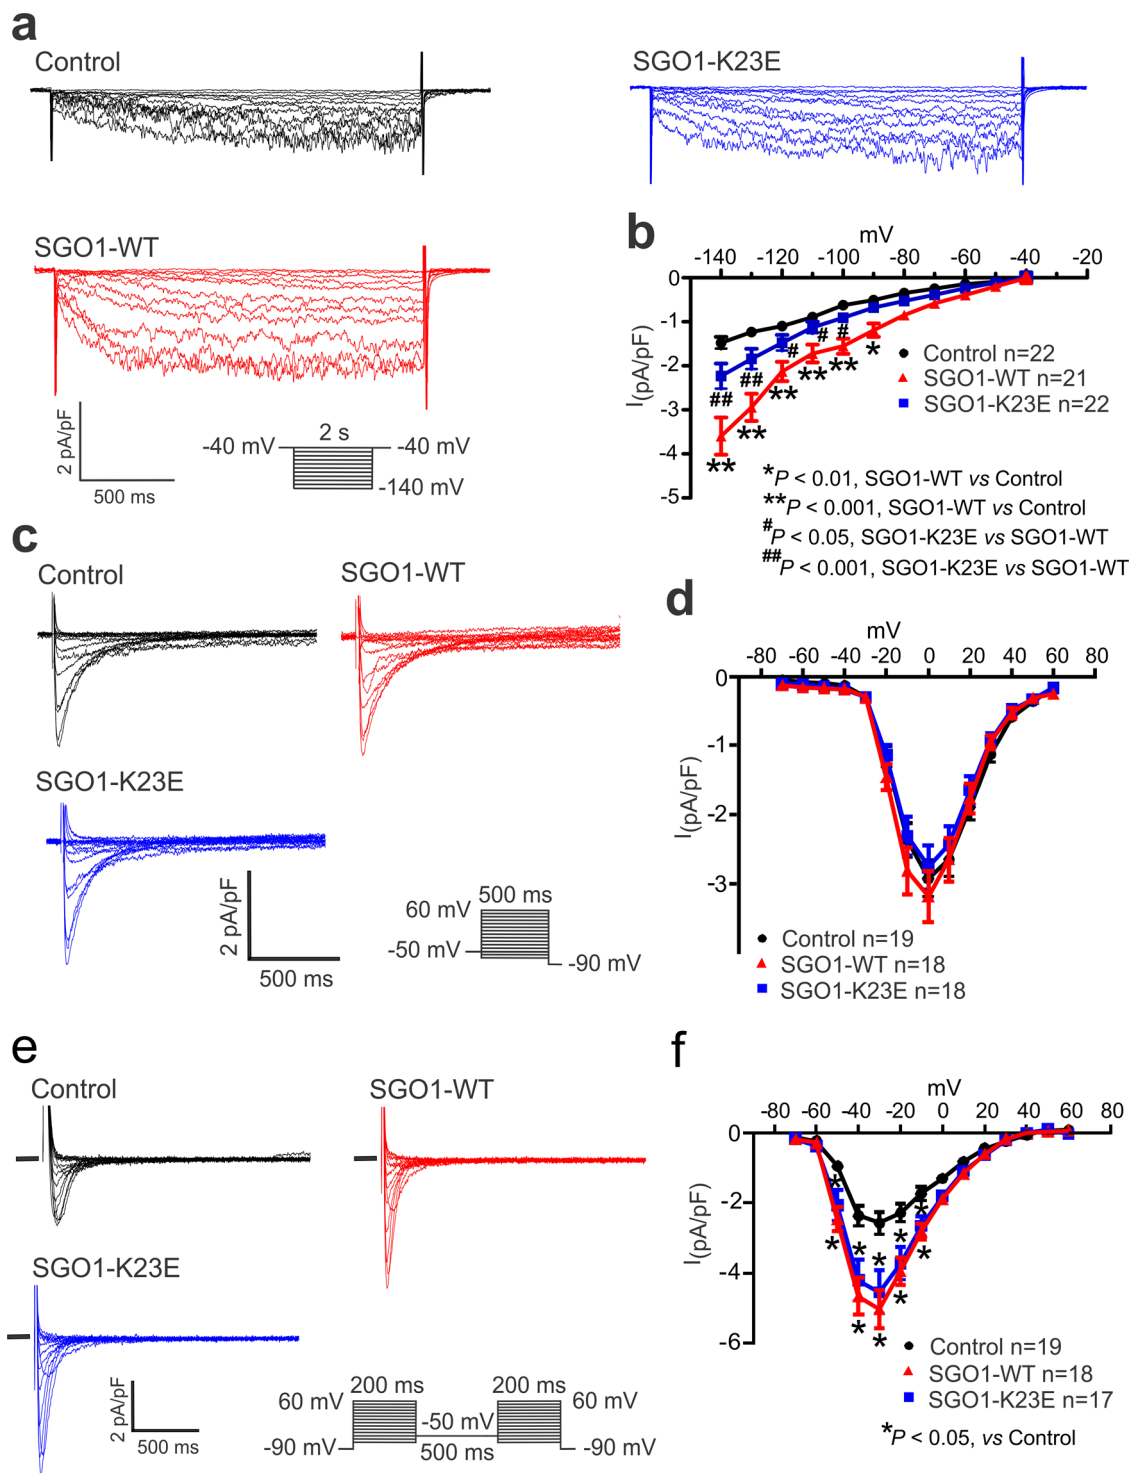 a
Control
SGO1-K23E
SGO1-WT
2 pA/pF
500 ms
2 s
-40 mV
-40 mV
-140 mV
b
mV
-140 -120 -100 -80 -60 -40 -20
0
-1
-2
-3
-4
-5
I(pA/pF)
## ## # # #
** ** ** ** ** *
Control n=22
SGO1-WT n=21
SGO1-K23E n=22
*P < 0.01, SGO1-WT vs Control
**P < 0.001, SGO1-WT vs Control
#P < 0.05, SGO1-K23E vs SGO1-WT
##P < 0.001, SGO1-K23E vs SGO1-WT
c
Control
SGO1-WT
SGO1-K23E
2 pA/pF
500 ms
500 ms
60 mV
-50 mV
-90 mV
d
mV
-80 -60 -40 -20 0 20 40 60 80
0
-1
-2
-3
I(pA/pF)
Control n=19
SGO1-WT n=18
SGO1-K23E n=18
e
Control
SGO1-WT
SGO1-K23E
2 pA/pF
500 ms
200 ms 200 ms
60 mV 60 mV
-50 mV
-90 mV 500 ms -90 mV
f
mV
-80 -60 -40 -20 0 20 40 60 80
0
-2
-4
-6
I(pA/pF)
* * * * *
* * * * *
Control n=19
SGO1-WT n=18
SGO1-K23E n=17
*P < 0.05, vs Control